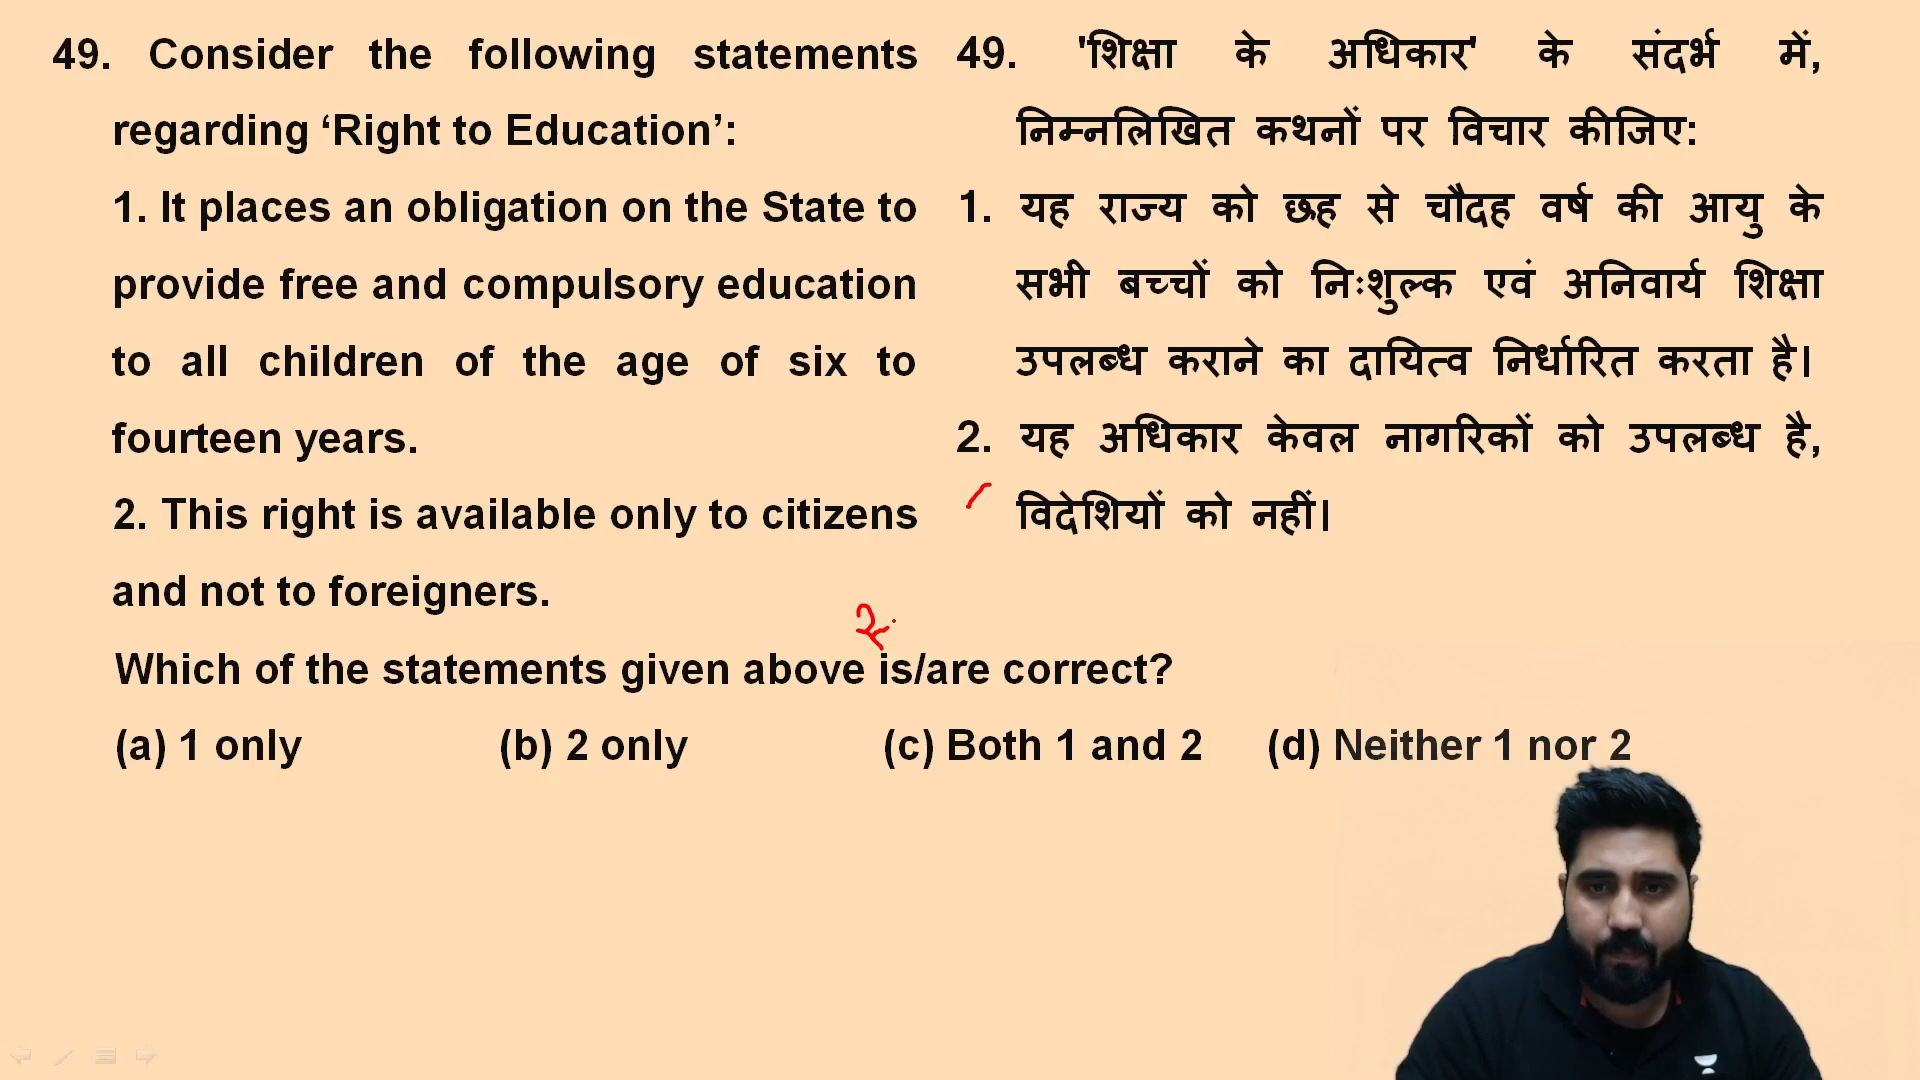 49. Consider the following statements
regarding ‘Right to Education’:
1. It places an obligation on the State to
provide free and compulsory education
to all children of the age of six to
fourteen years.
2. This right is available only to citizens
and not to foreigners.
49. 'शिक्षा के अधिकार' के संदर्भ में,
निम्नलिखित कथनों पर विचार कीजिए:
1. यह राज्य को छह से चौदह वर्ष की आयु के
सभी बच्चों को निःशुल्क एवं अनिवार्य शिक्षा
उपलब्ध कराने का दायित्व निर्धारित करता है।
2. यह अधिकार केवल नागरिकों को उपलब्ध है,
विदेशियों को नहीं।
Which of the statements given above is/are correct?
(a) 1 only (b) 2 only (c) Both 1 and 2 (d) Neither 1 nor 2